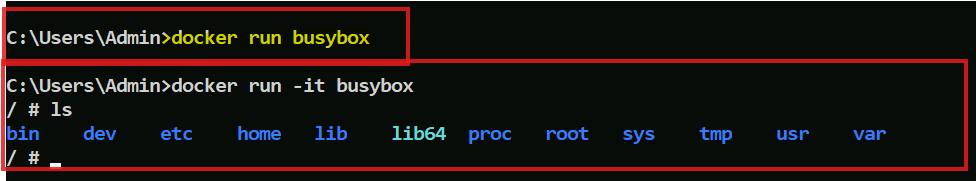 C:\Users\Admin>docker run busybox
C:\Users\Admin>docker run -it busybox
/ # ls
bin dev etc home lib lib64 proc root sys tmp usr var
/ #